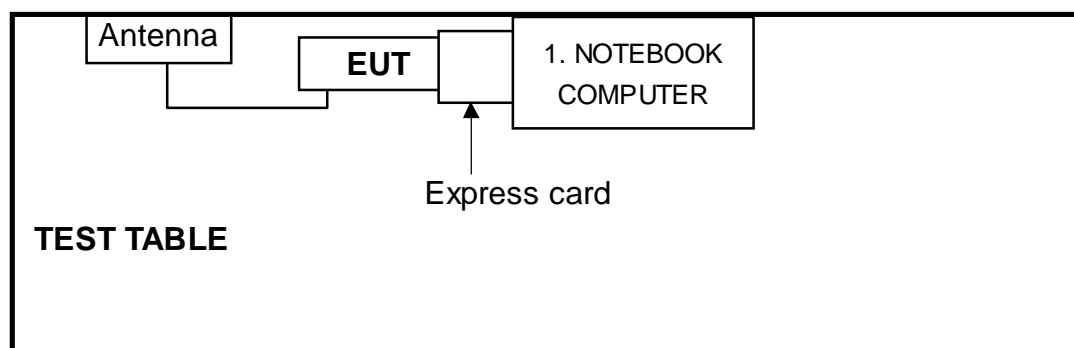 Antenna
EUT
1. NOTEBOOK
COMPUTER
Express card
TEST TABLE